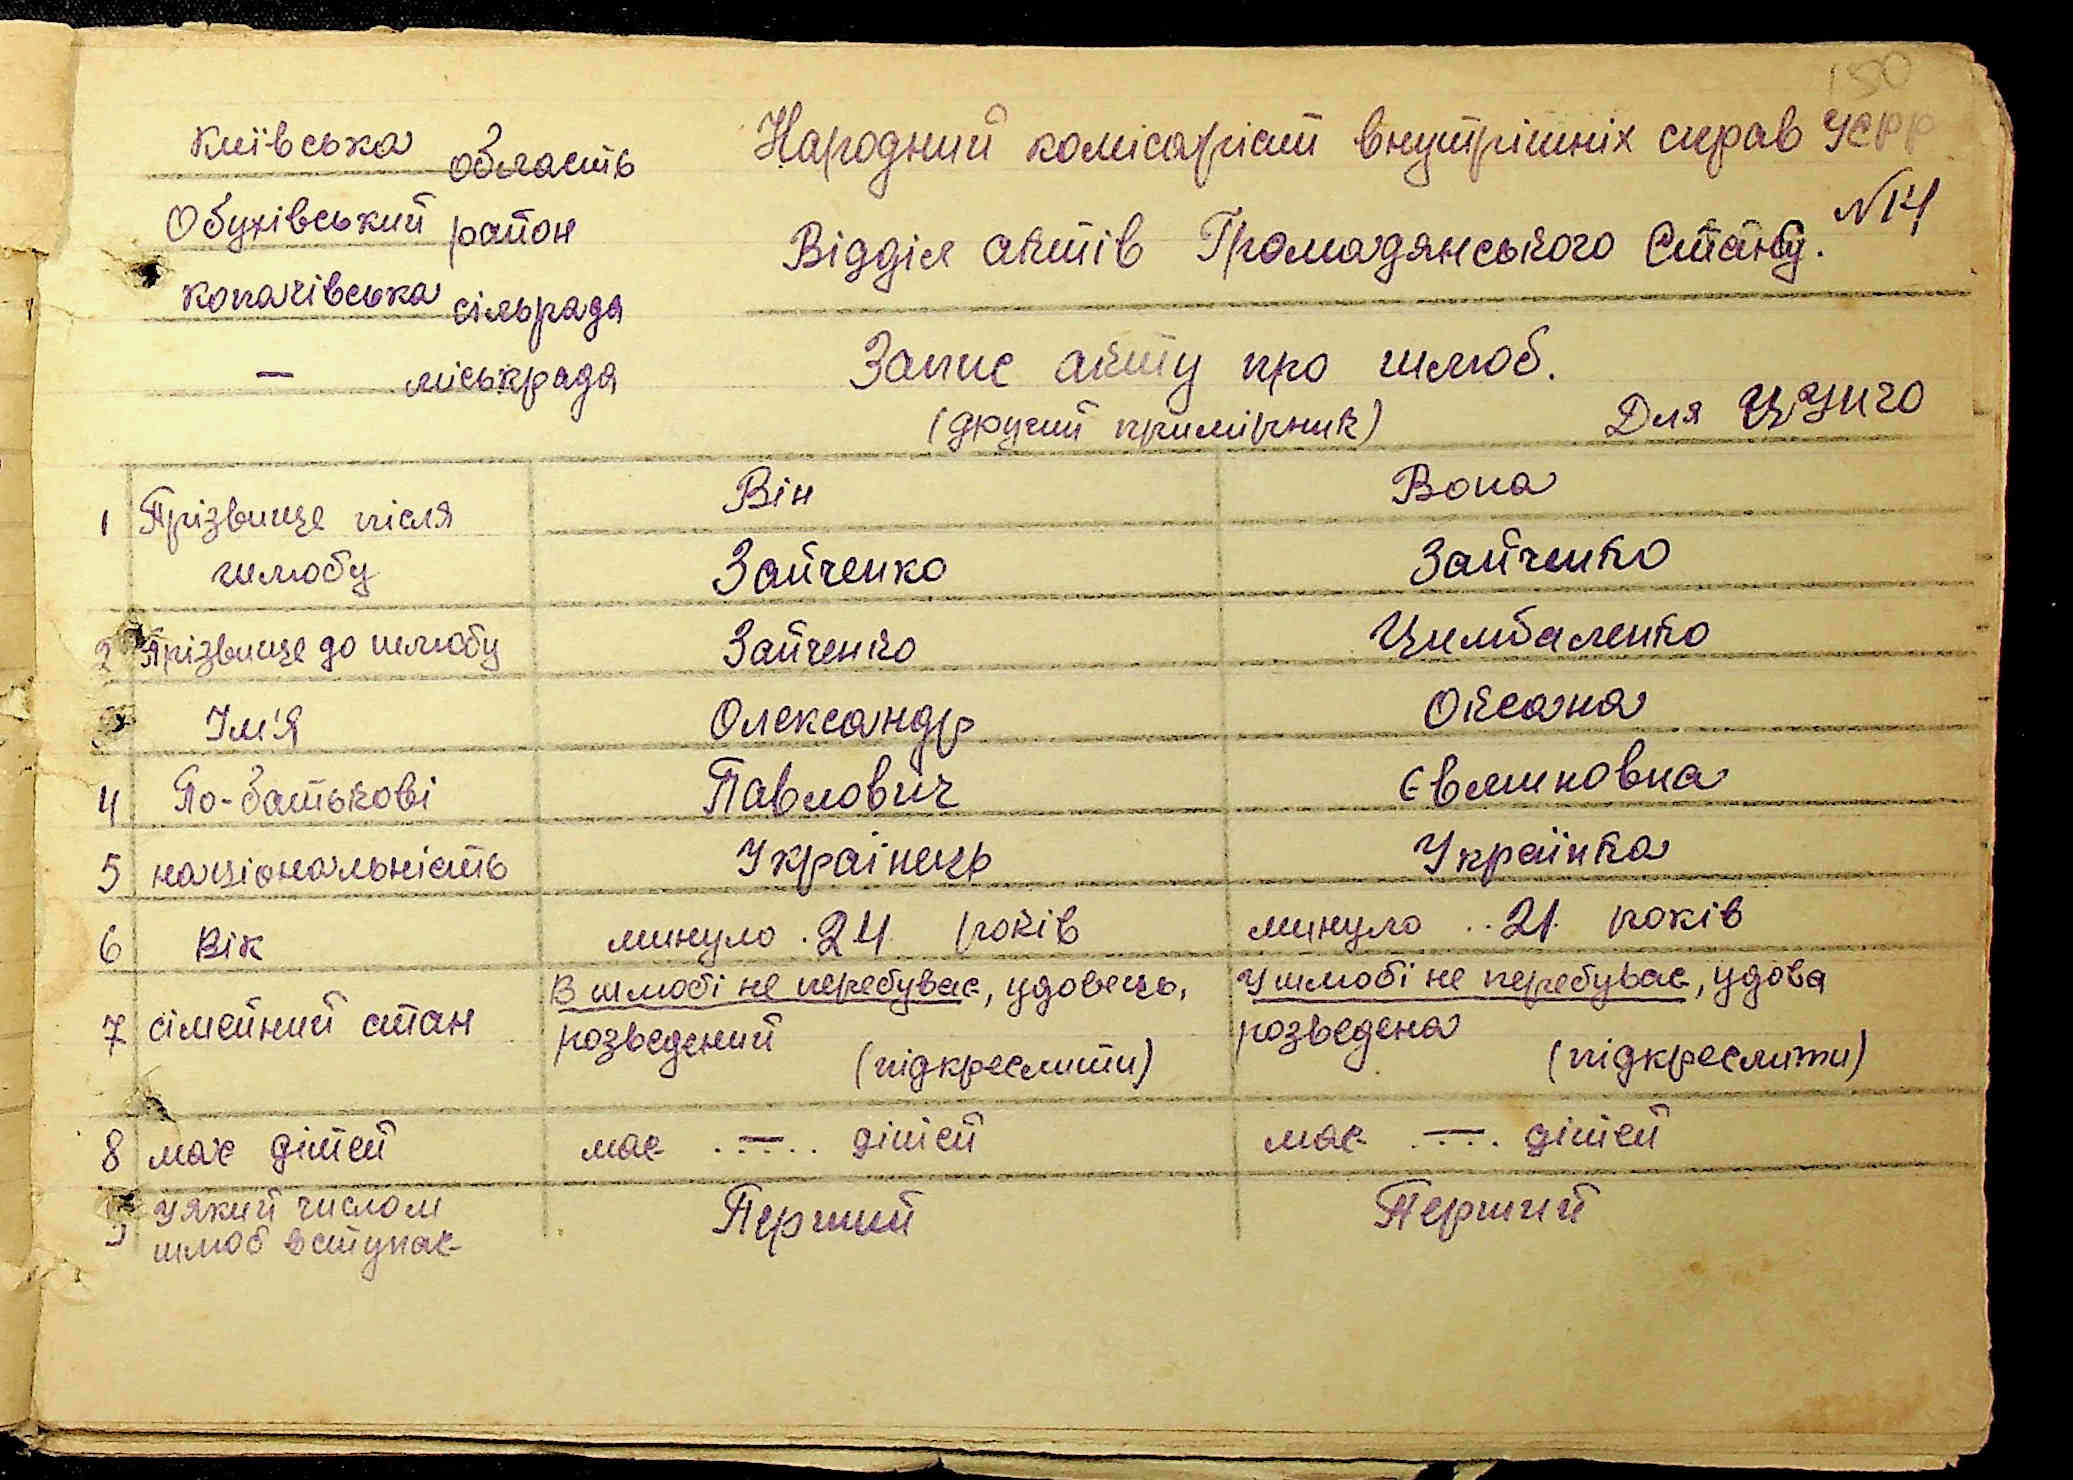 150
Київська область
Обухівський район
Копачівська сільрада
— міськрада
Народний комісаріат внутрішніх справ УСРР
Відділ актів Громадянського Стану. №14
Запис акту про шлюб.
(другий примірник) Для ЦУНГО
Він Вона
1 Прізвище після шлюбу Зайченко Зайченко
2 Прізвище до шлюбу Зайченко Цимбаленко
Ім'я Олександр Оксана
4 По-батькові Павлович Євминовна
5 національність Українець Українка
6 Вік минуло 24 років минуло 21 років
7 сімейний стан
В шлюбі не перебуває, удовець,
розведений
(підкреслити)
У шлюбі не перебуває, удова
розведена
(підкреслити)
8 має дітей має — дітей має — дітей
9 у який числом
шлюб вступає Перший Перший